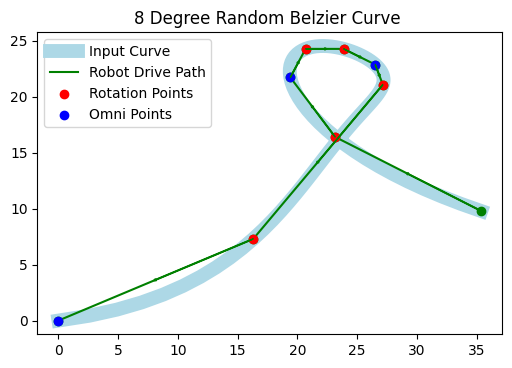 8 Degree Random Belzier Curve
Input Curve
Robot Drive Path
Rotation Points
Omni Points
25
20
15
10
5
0
0 5 10 15 20 25 30 35